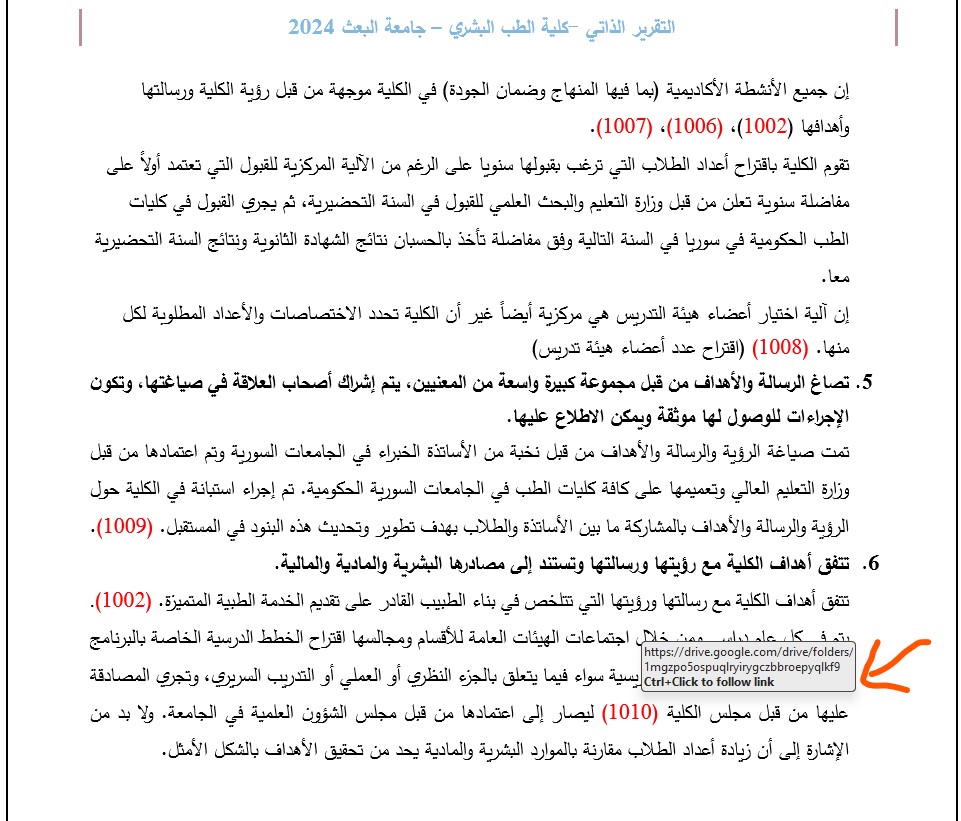 التقرير الذاتي –كلية الطب البشري – جامعة البعث 2024
إن جميع الأنشطة الأكاديمية (بما فيها المنهاج وضمان الجودة) في الكلية موجهة من قبل رؤية الكلية ورسالتها
وأهدافها (1002)، (1006)، (1007).
تقوم الكلية باقتراح أعداد الطلاب التي ترغب بقبولها سنويا على الرغم من الآلية المركزية للقبول التي تعتمد أولاً على
مفاضلة سنوية تعلن من قبل وزارة التعليم والبحث العلمي للقبول في السنة التحضيرية، ثم يجري القبول في كليات
الطب الحكومية في سوريا في السنة التالية وفق مفاضلة تأخذ بالحسبان نتائج الشهادة الثانوية ونتائج السنة التحضيرية
معا.
إن آلية اختيار أعضاء هيئة التدريس هي مركزية أيضاً غير أن الكلية تحدد الاختصاصات والأعداد المطلوبة لكل
منها. (1008) (اقتراح عدد أعضاء هيئة تدريس)
5. تصاغ الرسالة والأهداف من قبل مجموعة كبيرة واسعة من المعنيين، يتم إشراك أصحاب العلاقة في صياغتها، وتكون
الإجراءات للوصول لها موثقة ويمكن الاطلاع عليها.
تمت صياغة الرؤية والرسالة والأهداف من قبل نخبة من الأساتذة الخبراء في الجامعات السورية وتم اعتمادها من قبل
وزارة التعليم العالي وتعميمها على كافة كليات الطب في الجامعات السورية الحكومية. تم إجراء استبانة في الكلية حول
الرؤية والرسالة والأهداف بالمشاركة ما بين الأساتذة والطلاب بهدف تطوير وتحديث هذه البنود في المستقبل. (1009).
6. تتفق أهداف الكلية مع رؤيتها ورسالتها وتستند إلى مصادرها البشرية والمادية والمالية.
تتفق أهداف الكلية مع رسالتها ورؤيتها التي تتلخص في بناء الطبيب القادر على تقديم الخدمة الطبية المتميزة. (1002).
يتم في كل عام دراسي ومن خلال اجتماعات الهيئات العامة للأقسام ومجالسها اقتراح الخطط الدرسية الخاصة بالبرنامج
https://drive.google.com/drive/folders/
1mgzpo5ospuqlryirygczbbroepyqlkf9
Ctrl+Click to follow link
سواء فيما يتعلق بالجزء النظري أو العملي أو التدريب السريري، وتجري المصادقة
عليها من قبل مجلس الكلية (1010) ليصار إلى اعتمادها من قبل مجلس الشؤون العلمية في الجامعة. ولا بد من
الإشارة إلى أن زيادة أعداد الطلاب مقارنة بالموارد البشرية والمادية يحد من تحقيق الأهداف بالشكل الأمثل.